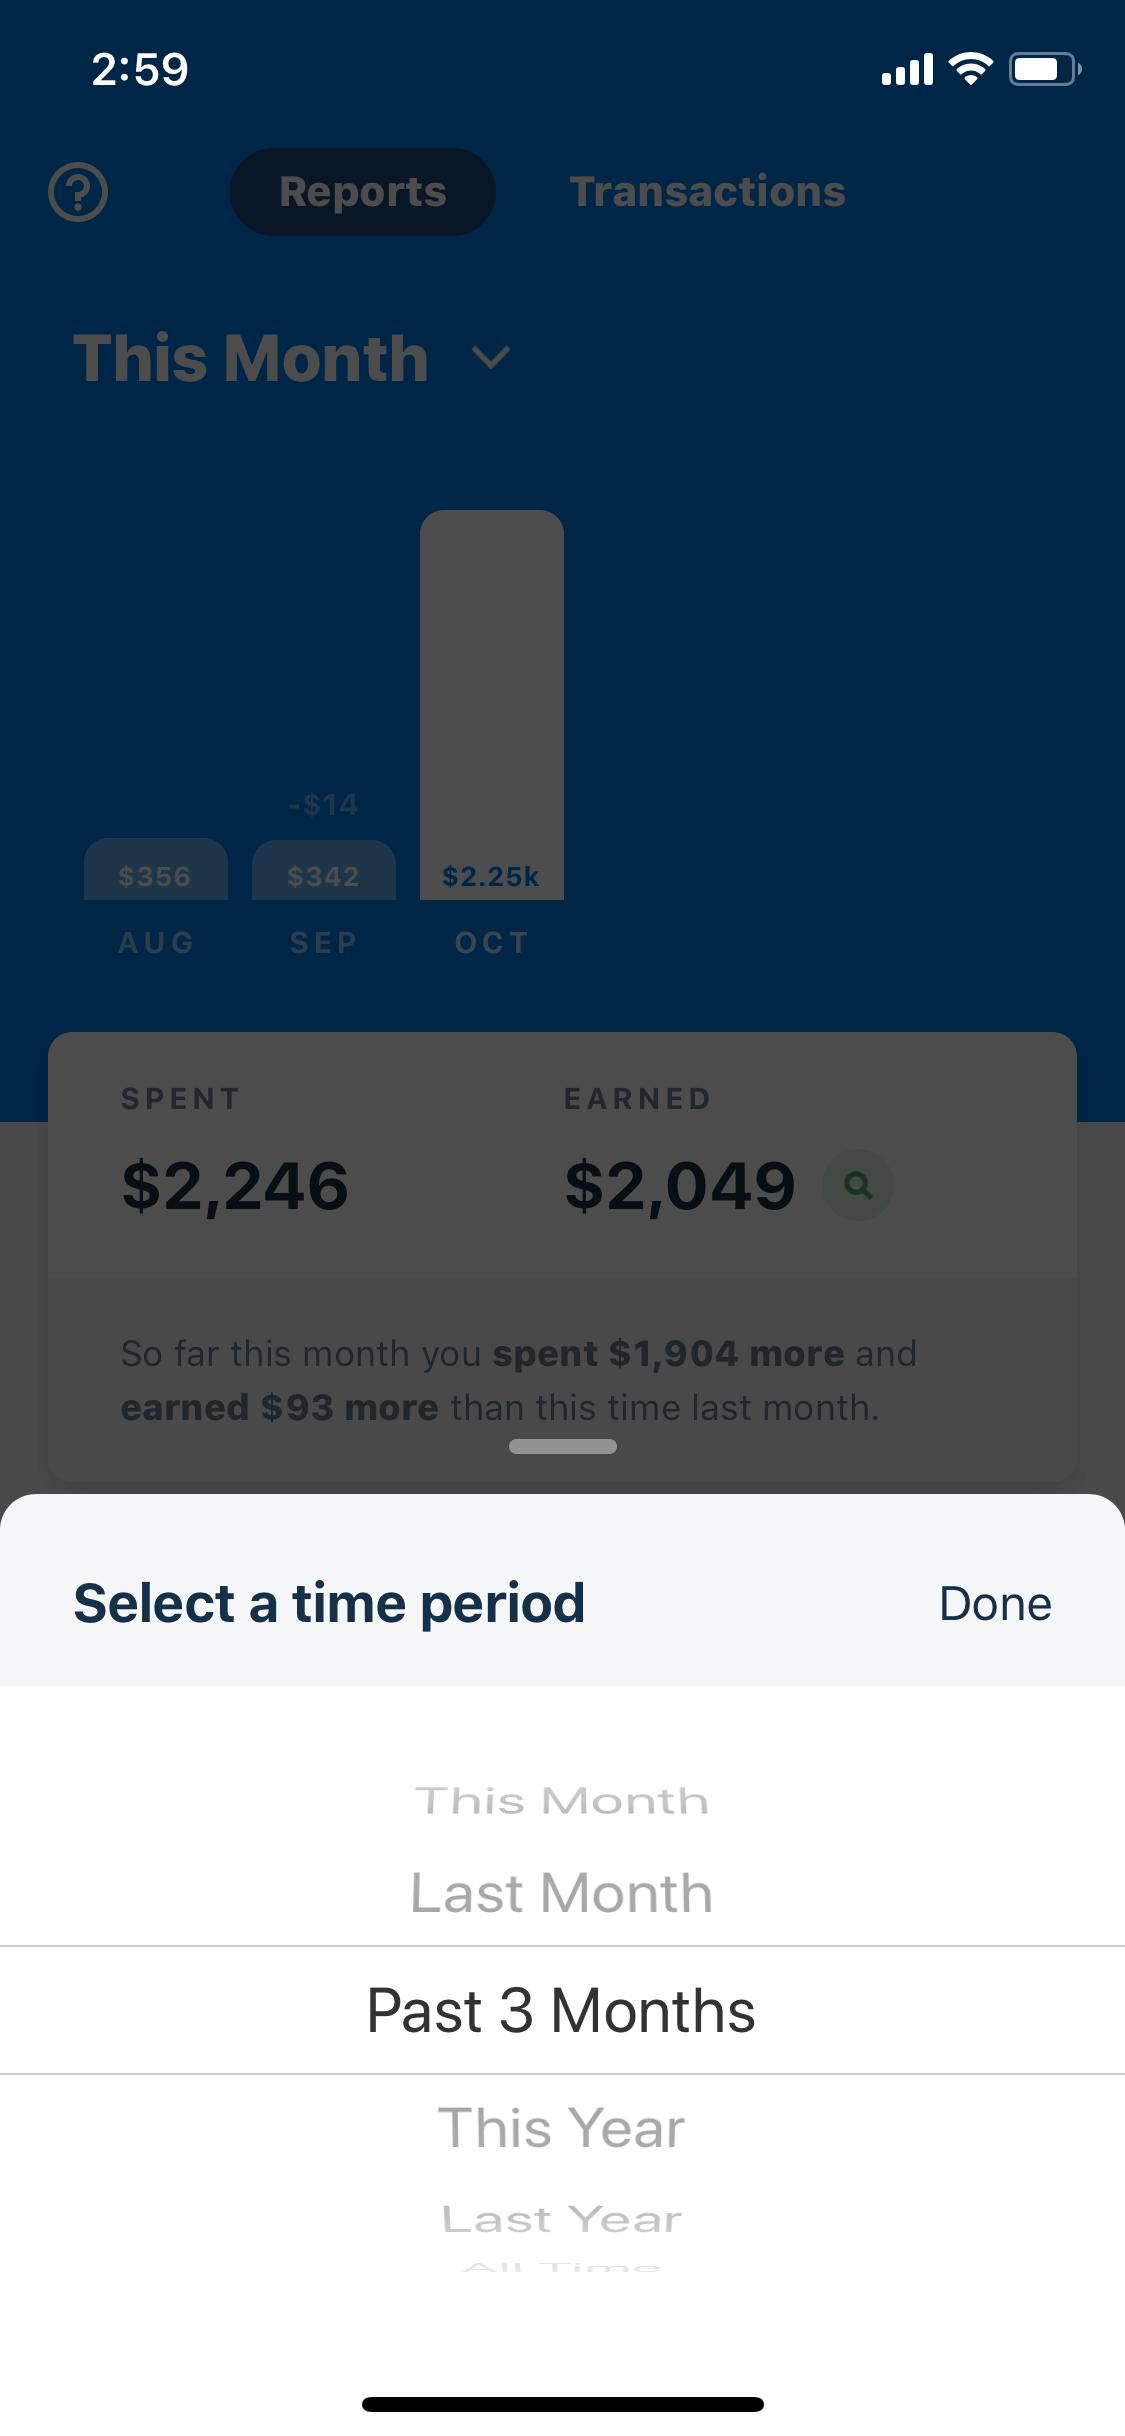 2:59
Reports Transactions
This Month
-$14
$356 $342 $2.25k
AUG SEP OCT
SPENT EARNED
$2,246 $2,049
So far this month you spent $1,904 more and
earned $93 more than this time last month.
Select a time period Done
This Month
Last Month
Past 3 Months
This Year
Last Year
All Time